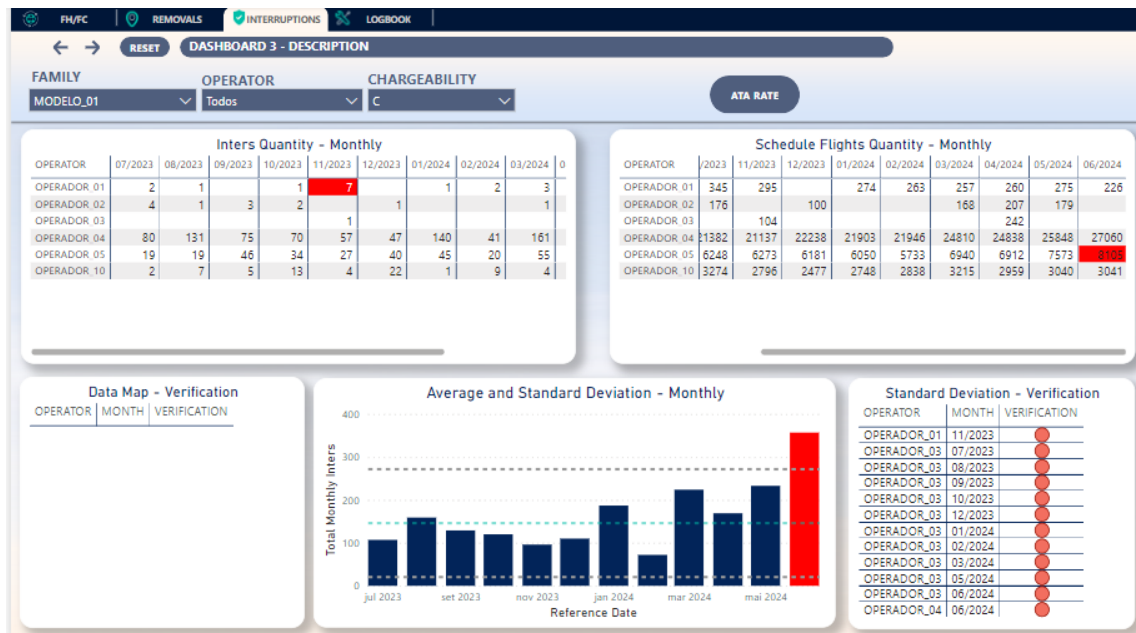 FH/FC REMOVALS INTERRUPTIONS LOGBOOK
RESET DASHBOARD 3 - DESCRIPTION
FAMILY OPERATOR CHARGEABILITY
MODELO_01 Todos C
ATA RATE
Inters Quantity - Monthly
OPERATOR 07/2023 08/2023 09/2023 10/2023 11/2023 12/2023 01/2024 02/2024 03/2024 0
OPERADOR_01 2 1 1 7 1 2 3
OPERADOR_02 4 1 3 2 1 1
OPERADOR_03 1
OPERADOR_04 80 131 75 70 57 47 140 41 161
OPERADOR_05 19 19 46 34 27 40 45 20 55
OPERADOR_10 2 7 5 13 4 22 1 9 4
Schedule Flights Quantity - Monthly
OPERATOR /2023 11/2023 12/2023 01/2024 02/2024 03/2024 04/2024 05/2024 06/2024
OPERADOR_01 345 295 274 263 257 260 275 226
OPERADOR_02 176 100 168 207 179
OPERADOR_03 104 242
OPERADOR_04 21382 21137 22238 21903 21946 24810 24838 25848 27060
OPERADOR_05 6248 6273 6181 6050 5733 6940 6912 7573 8105
OPERADOR_10 3274 2796 2477 2748 2838 3215 2959 3040 3041
Data Map - Verification
OPERATOR MONTH VERIFICATION
Average and Standard Deviation - Monthly
Total Monthly Inters
400
300
200
100
0
jul 2023 set 2023 nov 2023 jan 2024 mar 2024 mai 2024
Reference Date
Standard Deviation - Verification
OPERATOR MONTH VERIFICATION
OPERADOR_01 11/2023
OPERADOR_03 07/2023
OPERADOR_03 08/2023
OPERADOR_03 09/2023
OPERADOR_03 10/2023
OPERADOR_03 12/2023
OPERADOR_03 01/2024
OPERADOR_03 02/2024
OPERADOR_03 03/2024
OPERADOR_03 05/2024
OPERADOR_03 06/2024
OPERADOR_04 06/2024